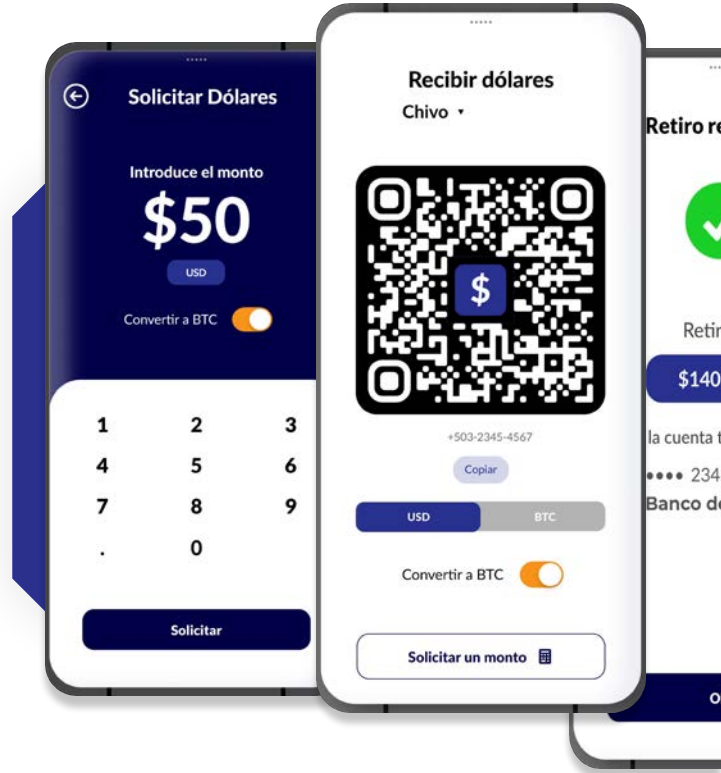 Solicitar Dólares
Introduce el monto
$50
USD
Convertir a BTC
1 2 3
4 5 6
7 8 9
. 0
Solicitar
Recibir dólares
Chivo
$
+503-2345-4567
Copiar
USD BTC
Convertir a BTC
Solicitar un monto
Retiro re
Retir
$140
la cuenta t
•••• 234
Banco de
O